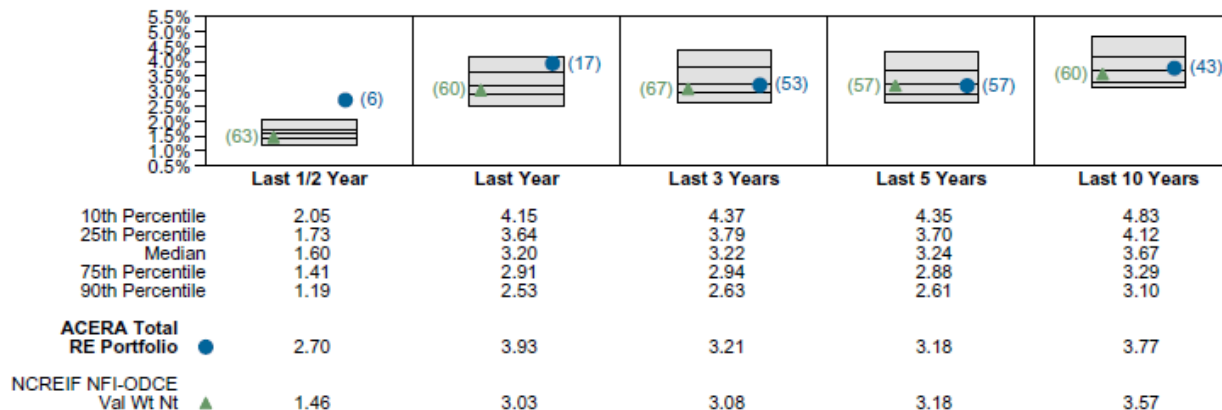 5.5%
5.0%
4.5%
4.0%
3.5%
3.0%
2.5%
2.0%
1.5%
1.0%
0.5%
(63) (6)
(60) (17)
(67) (53)
(57) (57)
(60) (43)
Last 1/2 Year Last Year Last 3 Years Last 5 Years Last 10 Years
10th Percentile 2.05 4.15 4.37 4.35 4.83
25th Percentile 1.73 3.64 3.79 3.70 4.12
Median 1.60 3.20 3.22 3.24 3.67
75th Percentile 1.41 2.91 2.94 2.88 3.29
90th Percentile 1.19 2.53 2.63 2.61 3.10
ACERA Total
RE Portfolio 2.70 3.93 3.21 3.18 3.77
NCREIF NFI-ODCE
Val Wt Nt 1.46 3.03 3.08 3.18 3.57